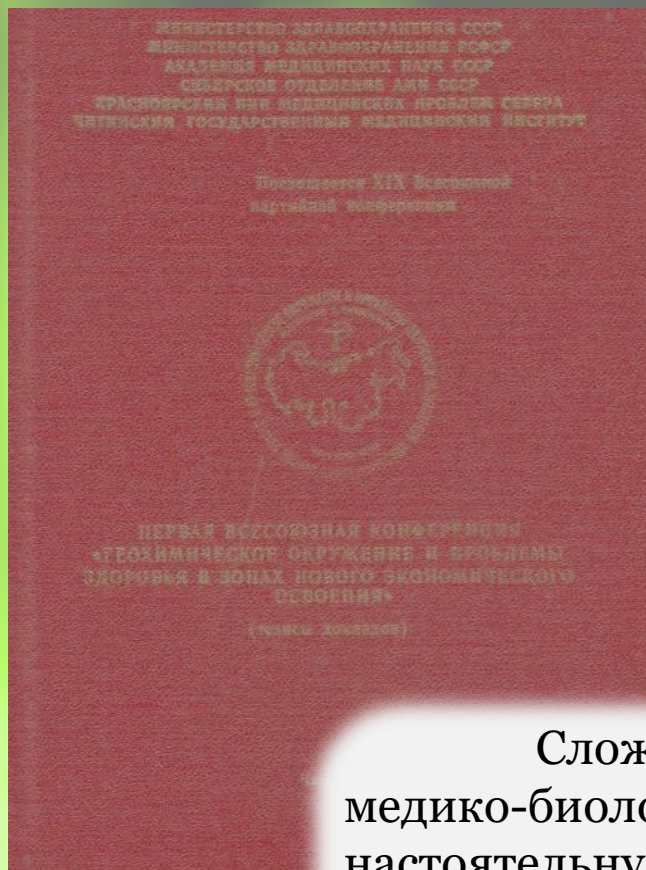 МИНИСТЕРСТВО ЗДРАВООХРАНЕНИЯ СССР
МИНИСТЕРСТВО ЗДРАВООХРАНЕНИЯ РСФСР
АКАДЕМИЯ МЕДИЦИНСКИХ НАУК СССР
СИБИРСКОЕ ОТДЕЛЕНИЕ АМН СССР
КРАСНОЯРСКИЙ НИИ МЕДИЦИНСКИХ ПРОБЛЕМ СЕВЕРА
ЧИТИНСКИЙ ГОСУДАРСТВЕННЫЙ МЕДИЦИНСКИЙ ИНСТИТУТ
Посвящается XIX Всесоюзной
партийной конференции
ПЕРВАЯ ВСЕСОЮЗНАЯ КОНФЕРЕНЦИЯ
«ГЕОХИМИЧЕСКОЕ ОКРУЖЕНИЕ И ПРОБЛЕМЫ
ЗДОРОВЬЯ В ЗОНАХ НОВОГО ЭКОНОМИЧЕСКОГО
ОСВОЕНИЯ»
(тезисы докладов)
Слож
медико-биоло
настоятельну